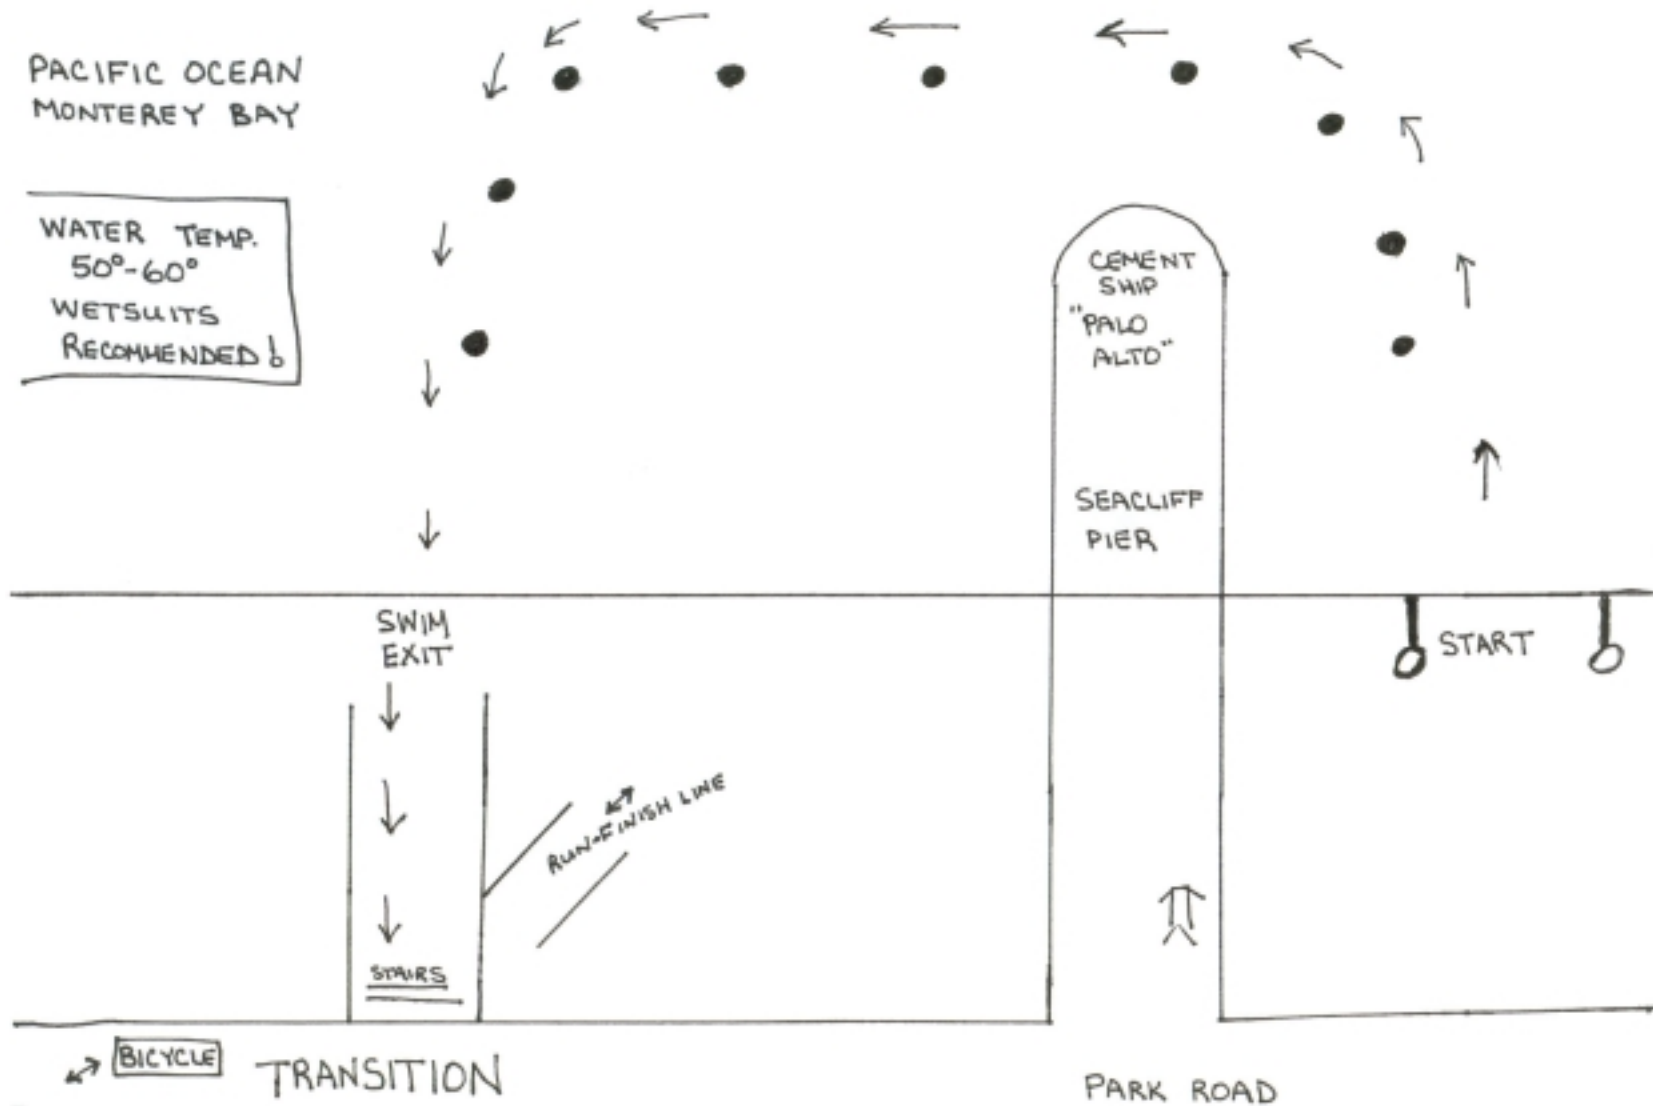 PACIFIC OCEAN
MONTEREY BAY
WATER TEMP.
50°-60°
WETSUITS
RECOMMENDED!
CEMENT
SHIP
"PALO
ALTO"
SEACLIFF
PIER
SWIM
EXIT
START
RUN-FINISH LINE
STAIRS
BICYCLE
TRANSITION
PARK ROAD